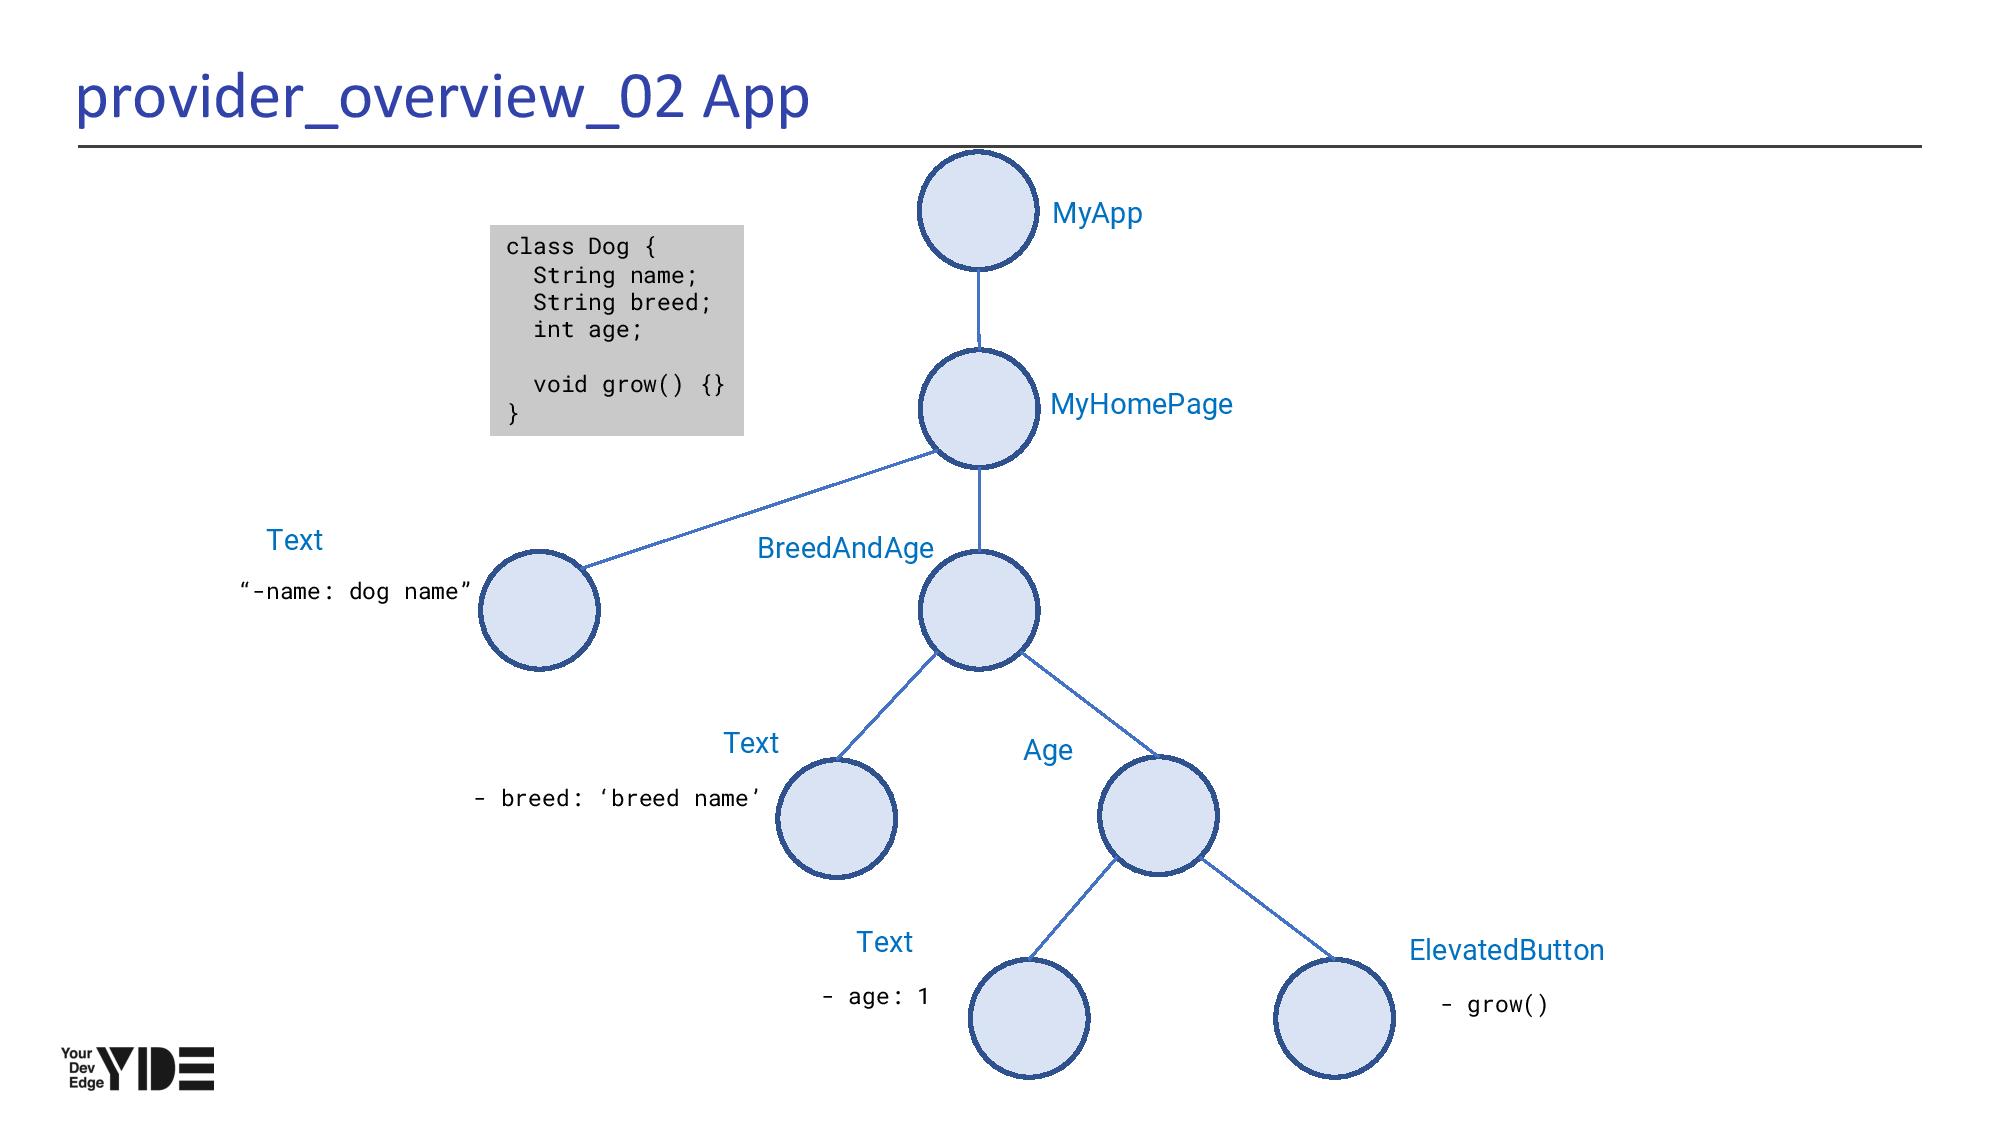 provider_overview_02 App
MyApp
class Dog {
  String name;
  String breed;
  int age;

  void grow() {}
}
MyHomePage
Text
“-name: dog name”
BreedAndAge
Text
- breed: ‘breed name’
Age
Text
- age: 1
ElevatedButton
- grow()
Your
Dev
Edge
YDE